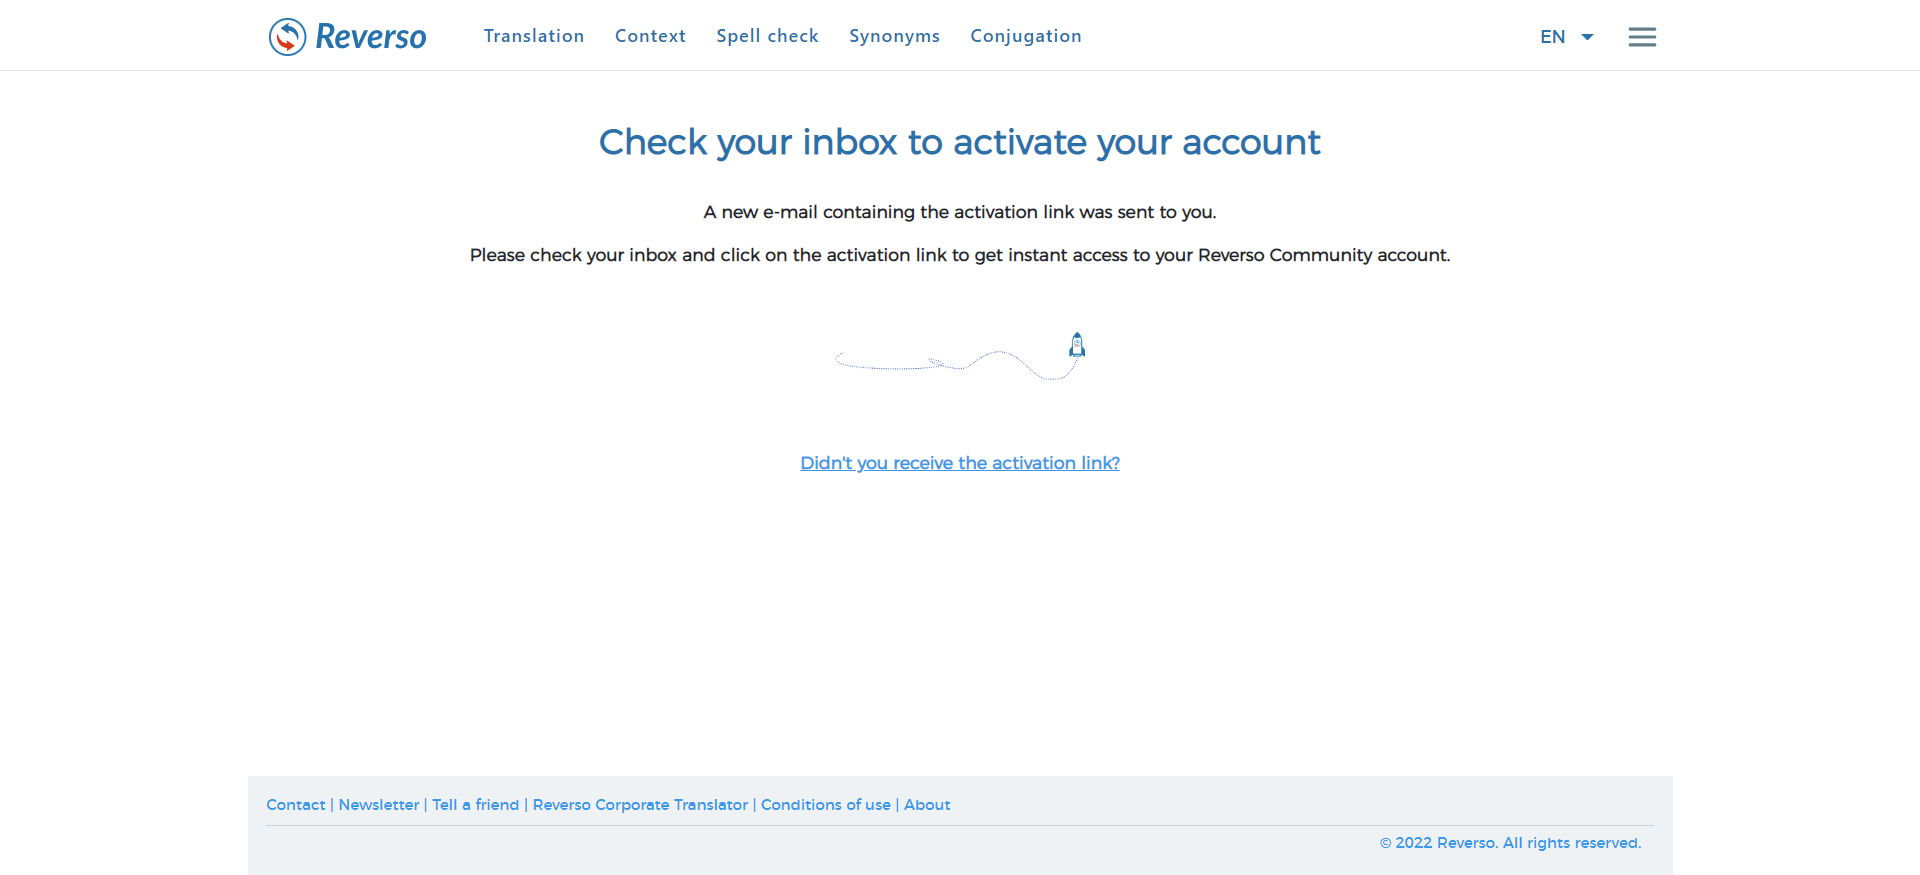 Reverso Translation Context Spell check Synonyms Conjugation EN
Check your inbox to activate your account
A new e-mail containing the activation link was sent to you.
Please check your inbox and click on the activation link to get instant access to your Reverso Community account.
Didn't you receive the activation link?
Contact | Newsletter | Tell a friend | Reverso Corporate Translator | Conditions of use | About
© 2022 Reverso. All rights reserved.